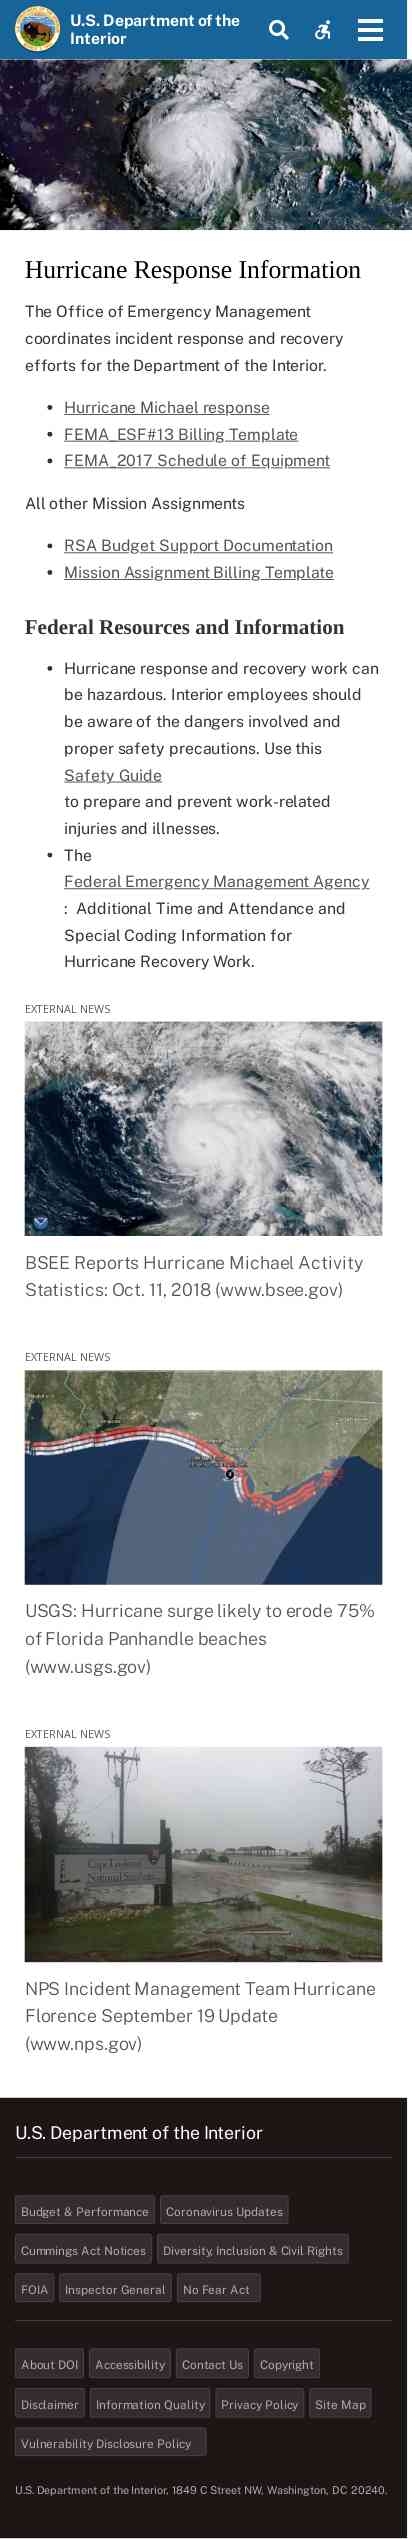 U.S. Department of the
Interior
Hurricane Response Information
The Office of Emergency Management
coordinates incident response and recovery
efforts for the Department of the Interior.
• Hurricane Michael response
• FEMA_ESF#13 Billing Template
• FEMA_2017 Schedule of Equipment
All other Mission Assignments
• RSA Budget Support Documentation
• Mission Assignment Billing Template
Federal Resources and Information
• Hurricane response and recovery work can
be hazardous. Interior employees should
be aware of the dangers involved and
proper safety precautions. Use this
Safety Guide
to prepare and prevent work-related
injuries and illnesses.
• The
Federal Emergency Management Agency
: Additional Time and Attendance and
Special Coding Information for
Hurricane Recovery Work.
EXTERNAL NEWS
BSEE Reports Hurricane Michael Activity
Statistics: Oct. 11, 2018 (www.bsee.gov)
EXTERNAL NEWS
USGS: Hurricane surge likely to erode 75%
of Florida Panhandle beaches
(www.usgs.gov)
EXTERNAL NEWS
Cape Lookout
National Seashore
NPS Incident Management Team Hurricane
Florence September 19 Update
(www.nps.gov)
U.S. Department of the Interior
Budget & Performance Coronavirus Updates
Cummings Act Notices Diversity, Inclusion & Civil Rights
FOIA Inspector General No Fear Act
About DOI Accessibility Contact Us Copyright
Disclaimer Information Quality Privacy Policy Site Map
Vulnerability Disclosure Policy
U.S. Department of the Interior, 1849 C Street NW, Washington, DC 20240.